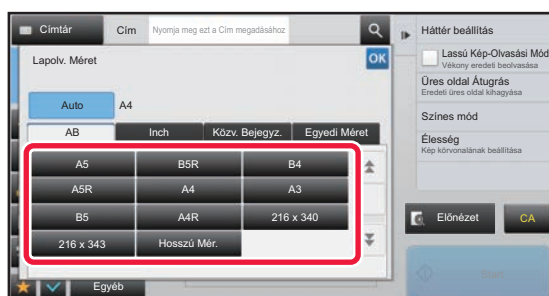 Címtár
Cím
Nyomja meg ezt a Cím megadásához
Lapolv. Méret
OK
Auto
A4
AB
Inch
Közv. Bejegyz.
Egyedi Méret
A5
B5R
B4
A5R
A4
A3
B5
A4R
216 x 340
216 x 343
Hosszú Mér.
Egyéb
Háttér beállítás
Lassú Kép-Olvasási Mód
Vékony eredeti beolvasása
Üres oldal Átugrás
Eredeti üres oldal kihagyása
Színes mód
Élesség
Kép körvonalának beállítása
Előnézet
CA
Start